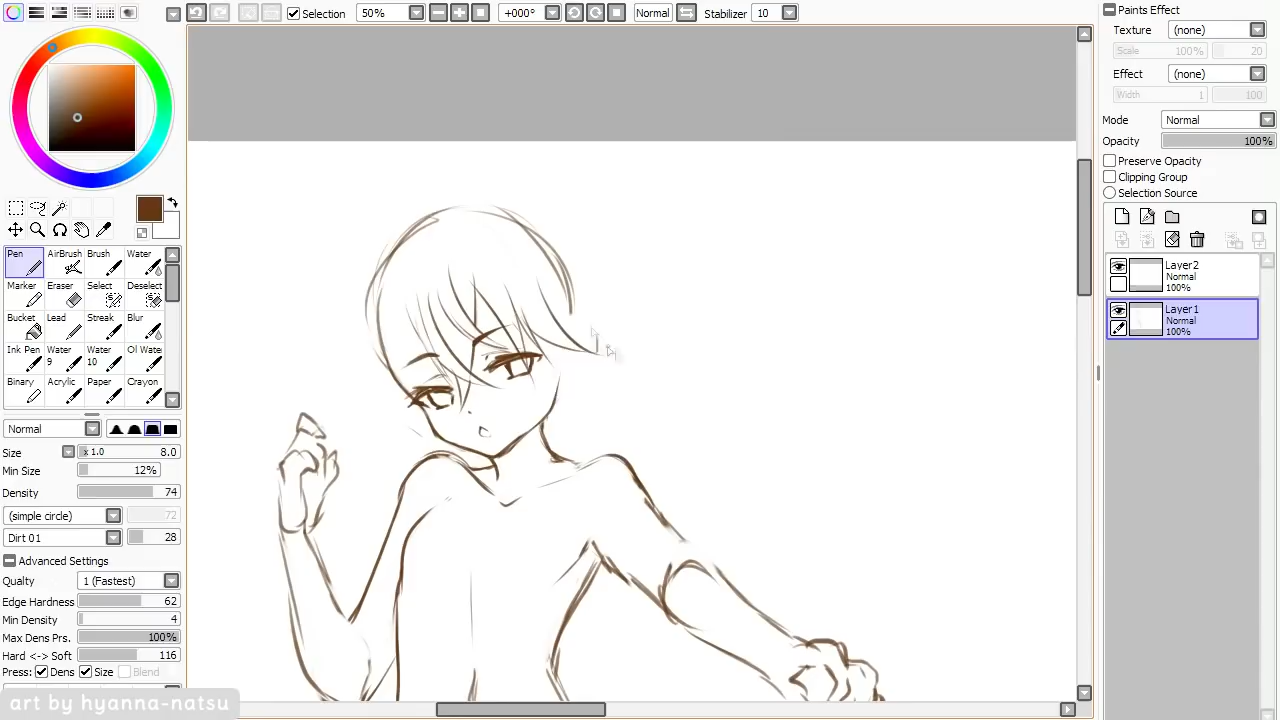 Selection 50% +000° Normal Stabilizer 10
Paints Effect
Texture (none)
Scale 100% 20
Effect (none)
Width 1 100
Mode Normal
Opacity 100%
Preserve Opacity
Clipping Group
Selection Source
Layer2
Normal
100%
Layer1
Normal
100%
Pen AirBrush Brush Water
Marker Eraser Select Deselect
Bucket Lead Streak Blur
Ink Pen Water 9 Water 10 Oil Water
Binary Acrylic Paper Crayon
Normal
Size x 1.0 8.0
Min Size 12%
Density 74
(simple circle) 72
Dirt 01 28
Advanced Settings
Quality 1 (Fastest)
Edge Hardness 62
Min Density 4
Max Dens Prs. 100%
Hard <-> Soft 116
Press: Dens Size Blend
art by hyanna-natsu